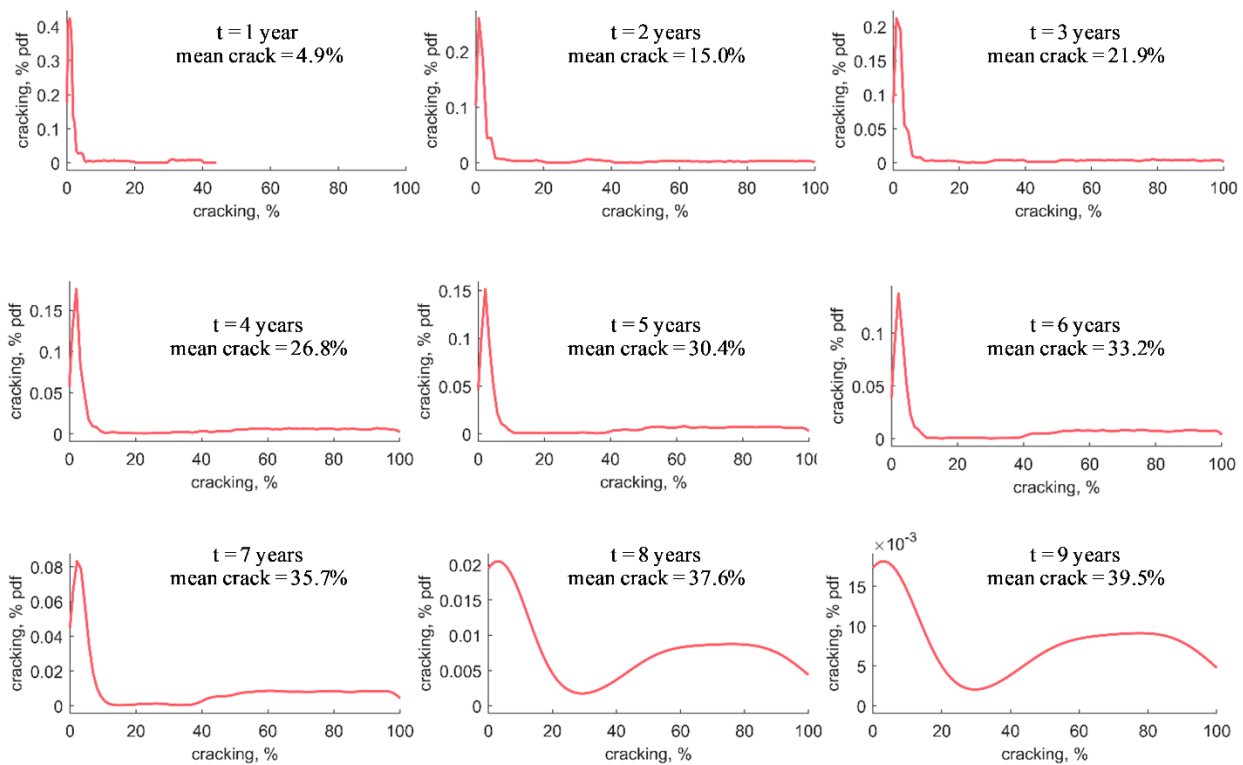 t = 1 year
mean crack = 4.9%
cracking, % pdf
0.4
0.3
0.2
0.1
0
0 20 40 60 80 100
cracking, %
t = 2 years
mean crack = 15.0%
cracking, % pdf
0.2
0.1
0
0 20 40 60 80 100
cracking, %
t = 3 years
mean crack = 21.9%
cracking, % pdf
0.2
0.15
0.1
0.05
0
0 20 40 60 80 100
cracking, %
t = 4 years
mean crack = 26.8%
cracking, % pdf
0.15
0.1
0.05
0
0 20 40 60 80 100
cracking, %
t = 5 years
mean crack = 30.4%
cracking, % pdf
0.15
0.1
0.05
0
0 20 40 60 80 100
cracking, %
t = 6 years
mean crack = 33.2%
cracking, % pdf
0.1
0.05
0
0 20 40 60 80 100
cracking, %
t = 7 years
mean crack = 35.7%
cracking, % pdf
0.08
0.06
0.04
0.02
0
0 20 40 60 80 100
cracking, %
t = 8 years
mean crack = 37.6%
cracking, % pdf
0.02
0.015
0.01
0.005
0
0 20 40 60 80 100
cracking, %
×10⁻³
t = 9 years
mean crack = 39.5%
cracking, % pdf
15
10
5
0
0 20 40 60 80 100
cracking, %